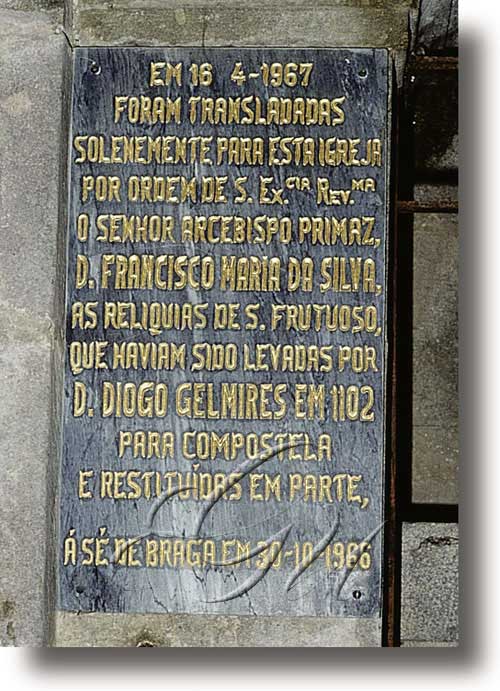 EM 16 4-1967
FORAM TRANSLADADAS
SOLENEMENTE PARA ESTA IGREJA
POR ORDEM DE S. EX.CIA REV.MA
O SENHOR ARCEBISPO PRIMAZ,
D. FRANCISCO MARIA DA SILVA,
AS RELIQUIAS DE S. FRUTUOSO,
QUE HAVIAM SIDO LEVADAS POR
D. DIOGO GELMIRES EM 1102
PARA COMPOSTELA
E RESTITUÍDAS EM PARTE,
Á SÉ DE BRAGA EM 30-10-1966